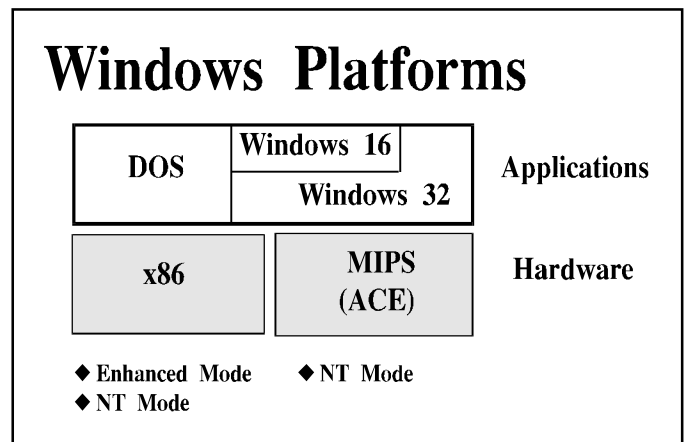 Windows Platforms
DOS
Windows 16
Windows 32
Applications
x86
MIPS
(ACE)
Hardware
◆ Enhanced Mode
◆ NT Mode
◆ NT Mode